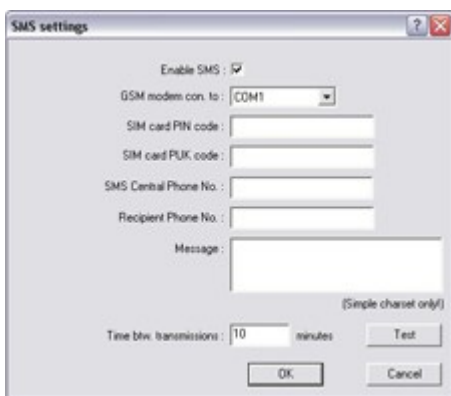 SMS settings
Enable SMS :
GSM modem con. to : COM1
SIM card PIN code :
SIM card PUK code :
SMS Central Phone No. :
Recipient Phone No. :
Message :
(Simple charset only!)
Time btw. transmissions : 10 minutes Test
OK Cancel